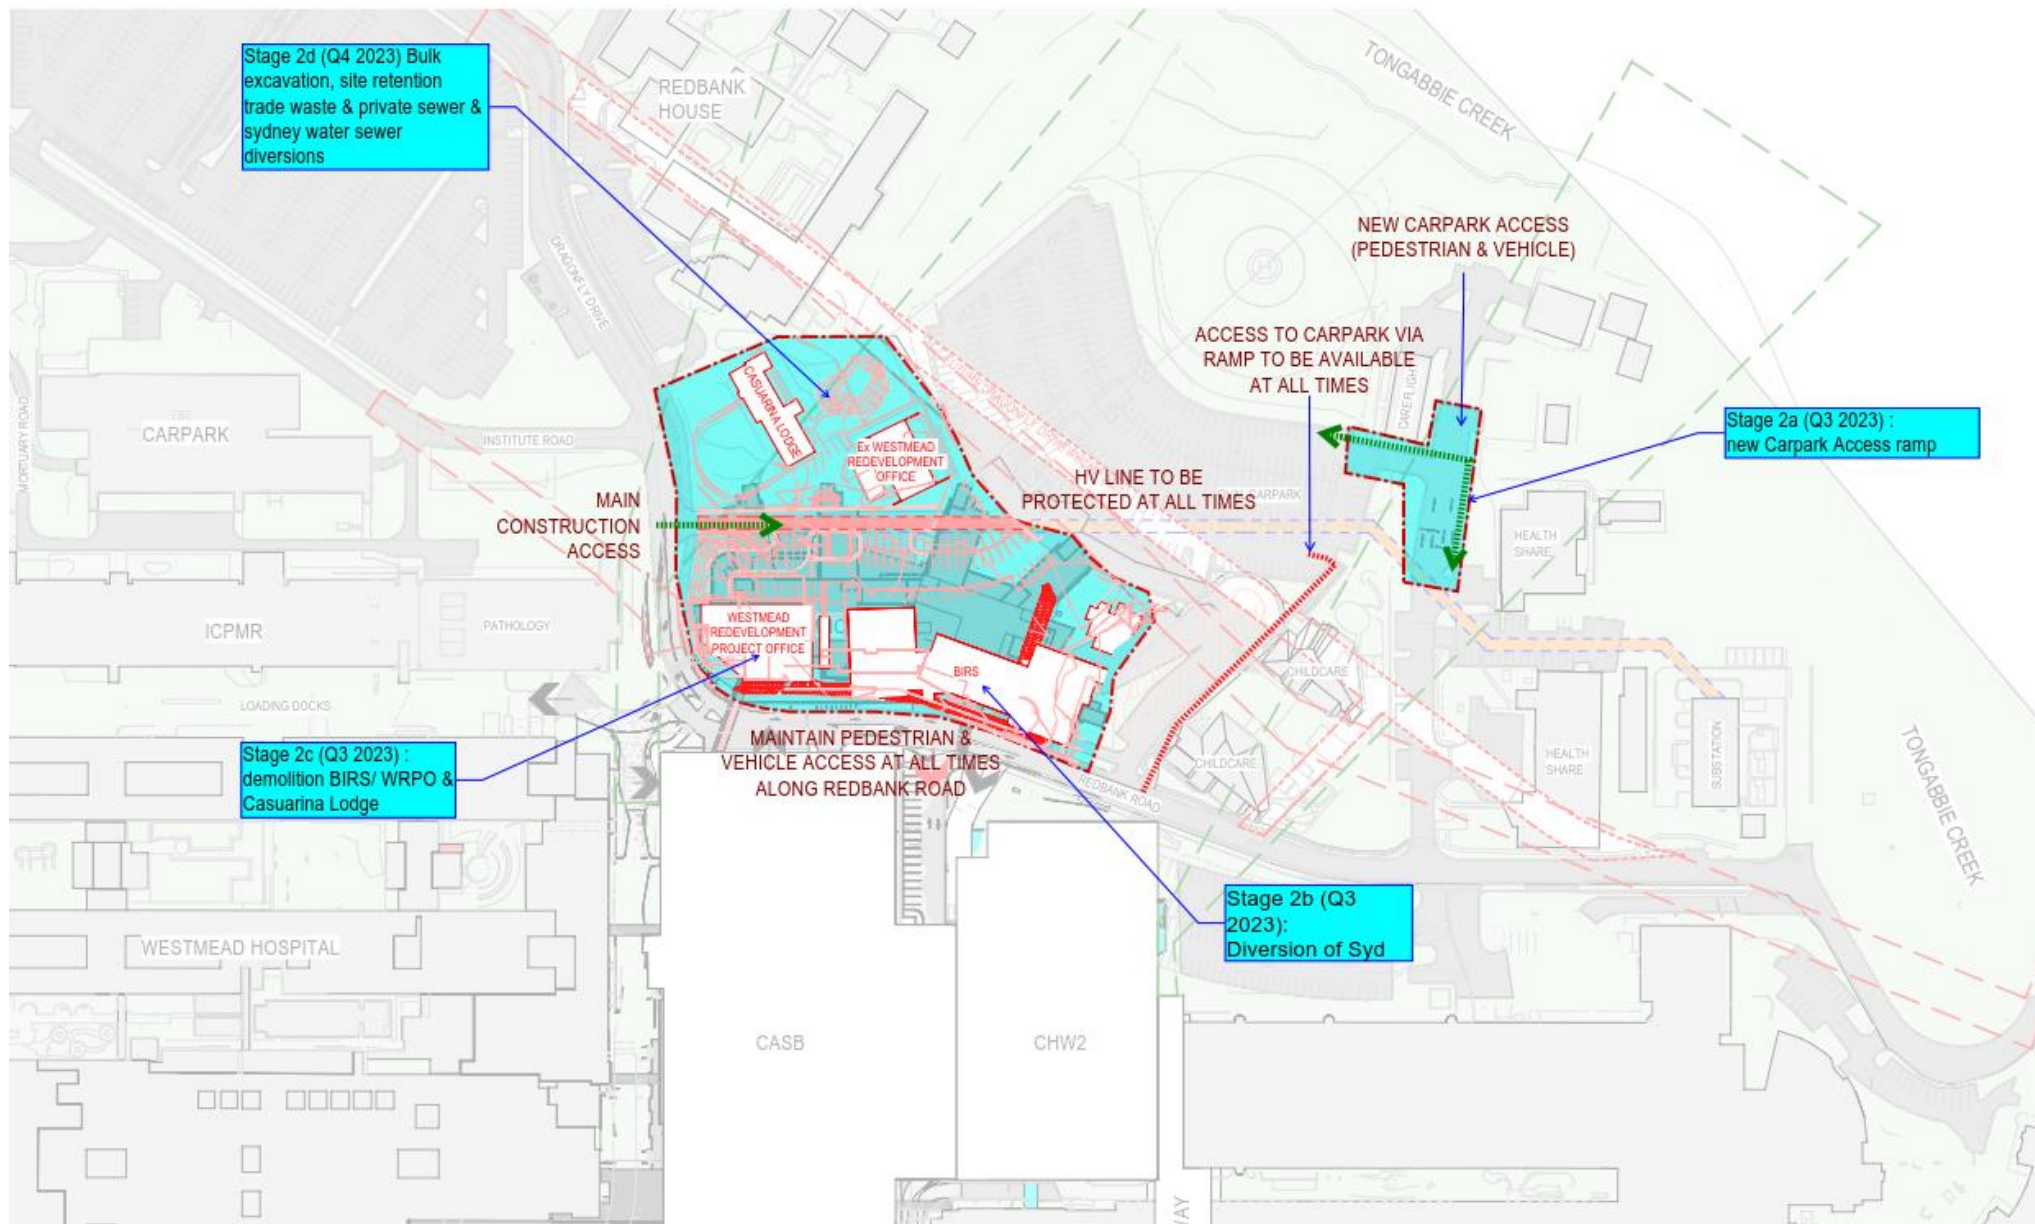 Stage 2d (Q4 2023) Bulk
excavation, site retention
trade waste & private sewer &
sydney water sewer
diversions
REDBANK
HOUSE
TONGABBIE CREEK
NEW CARPARK ACCESS
(PEDESTRIAN & VEHICLE)
DRAGONFLY DRIVE
ACCESS TO CARPARK VIA
RAMP TO BE AVAILABLE
AT ALL TIMES
CASUARINA LODGE
Stage 2a (Q3 2023) :
new Carpark Access ramp
MORTUARY ROAD
CARPARK
INSTITUTE ROAD
Ex WESTMEAD
REDEVELOPMENT
OFFICE
HV LINE TO BE
PROTECTED AT ALL TIMES
CARPARK
MAIN
CONSTRUCTION
ACCESS
HEALTH
SHARE
ICPMR
PATHOLOGY
WESTMEAD
REDEVELOPMENT
PROJECT OFFICE
BIRS
CHILDCARE
LOADING DOCKS
Stage 2c (Q3 2023) :
demolition BIRS/ WRPO &
Casuarina Lodge
MAINTAIN PEDESTRIAN &
VEHICLE ACCESS AT ALL TIMES
ALONG REDBANK ROAD
REDBANK ROAD
CHILDCARE
HEALTH
SHARE
SUBSTATION
TONGABBIE CREEK
Stage 2b (Q3
2023):
Diversion of Syd
WESTMEAD HOSPITAL
CASB
CHW2